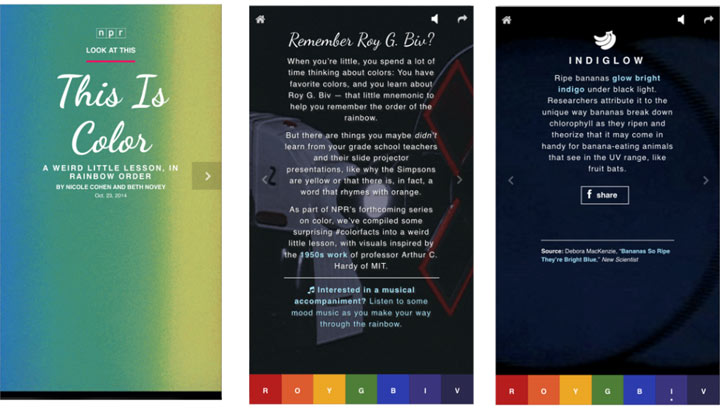 npr
LOOK AT THIS
This Is
Color
A WEIRD LITTLE LESSON, IN
RAINBOW ORDER
BY NICOLE COHEN AND BETH NOVEY
Oct. 23, 2014
Remember Roy G. Biv?
When you're little, you spend a lot of
time thinking about colors: You have
favorite colors, and you learn about
Roy G. Biv — that little mnemonic to
help you remember the order of the
rainbow.
But there are things you maybe didn't
learn from your grade school teachers
and their slide projector
presentations, like why the Simpsons
are yellow or that there is, in fact, a
word that rhymes with orange.
As part of NPR's forthcoming series
on color, we've compiled some
surprising #colorfacts into a weird
little lesson, with visuals inspired by
the 1950s work of professor Arthur C.
Hardy of MIT.
Interested in a musical
accompaniment? Listen to some
mood music as you make your way
through the rainbow.
R O Y G B I V
INDIGLOW
Ripe bananas glow bright
indigo under black light.
Researchers attribute it to the
unique way bananas break down
chlorophyll as they ripen and
theorize that it may come in
handy for banana-eating animals
that see in the UV range, like
fruit bats.
f share
Source: Debora MacKenzie, "Bananas So Ripe
They're Bright Blue," New Scientist
R O Y G B I V